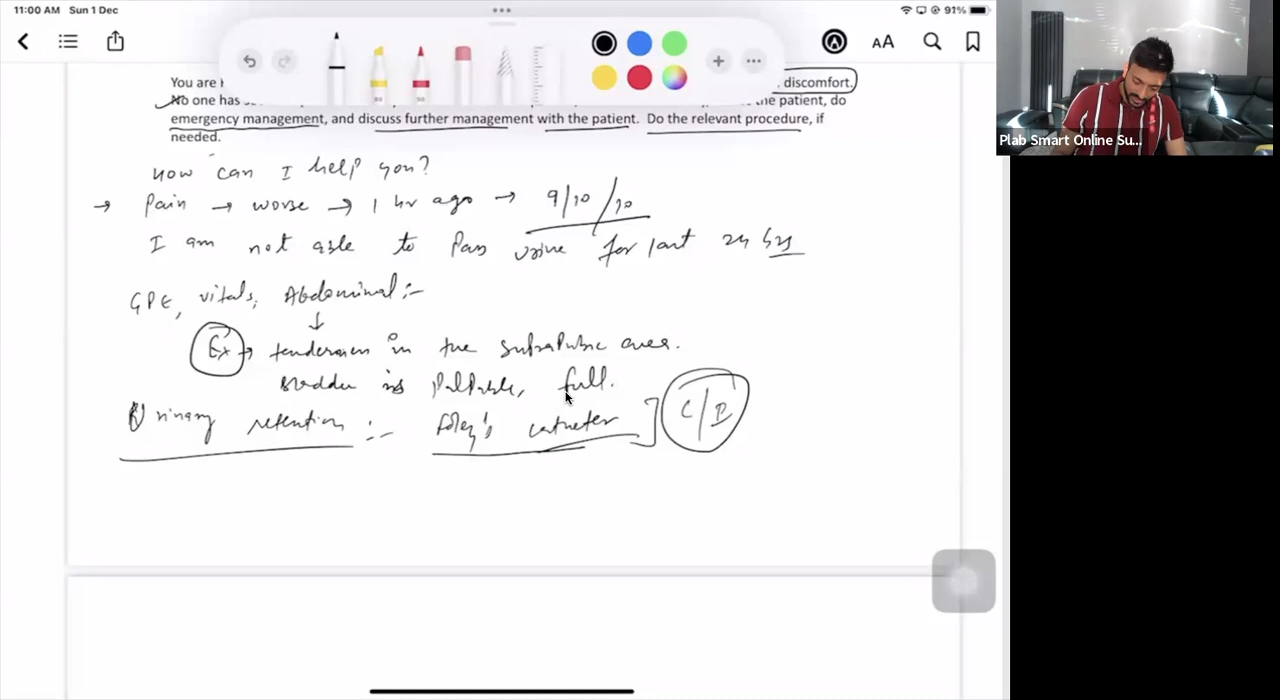 11:00 AM Sun 1 Dec
91%
AA
You are discomfort.
No one has the patient, do
emergency management, and discuss further management with the patient. Do the relevant procedure, if
needed.
How can I help you?
→ Pain → worse → 1 hr ago → 9/10 /10
I am not able to Pass urine for last 24 hrs
GPE, vitals, Abdominal:-
Ex → tenderness in the suprapubic area.
bladder is Palpable, full.
Urinary retention :- foley's catheter ] C/I
Plab Smart Online Su...